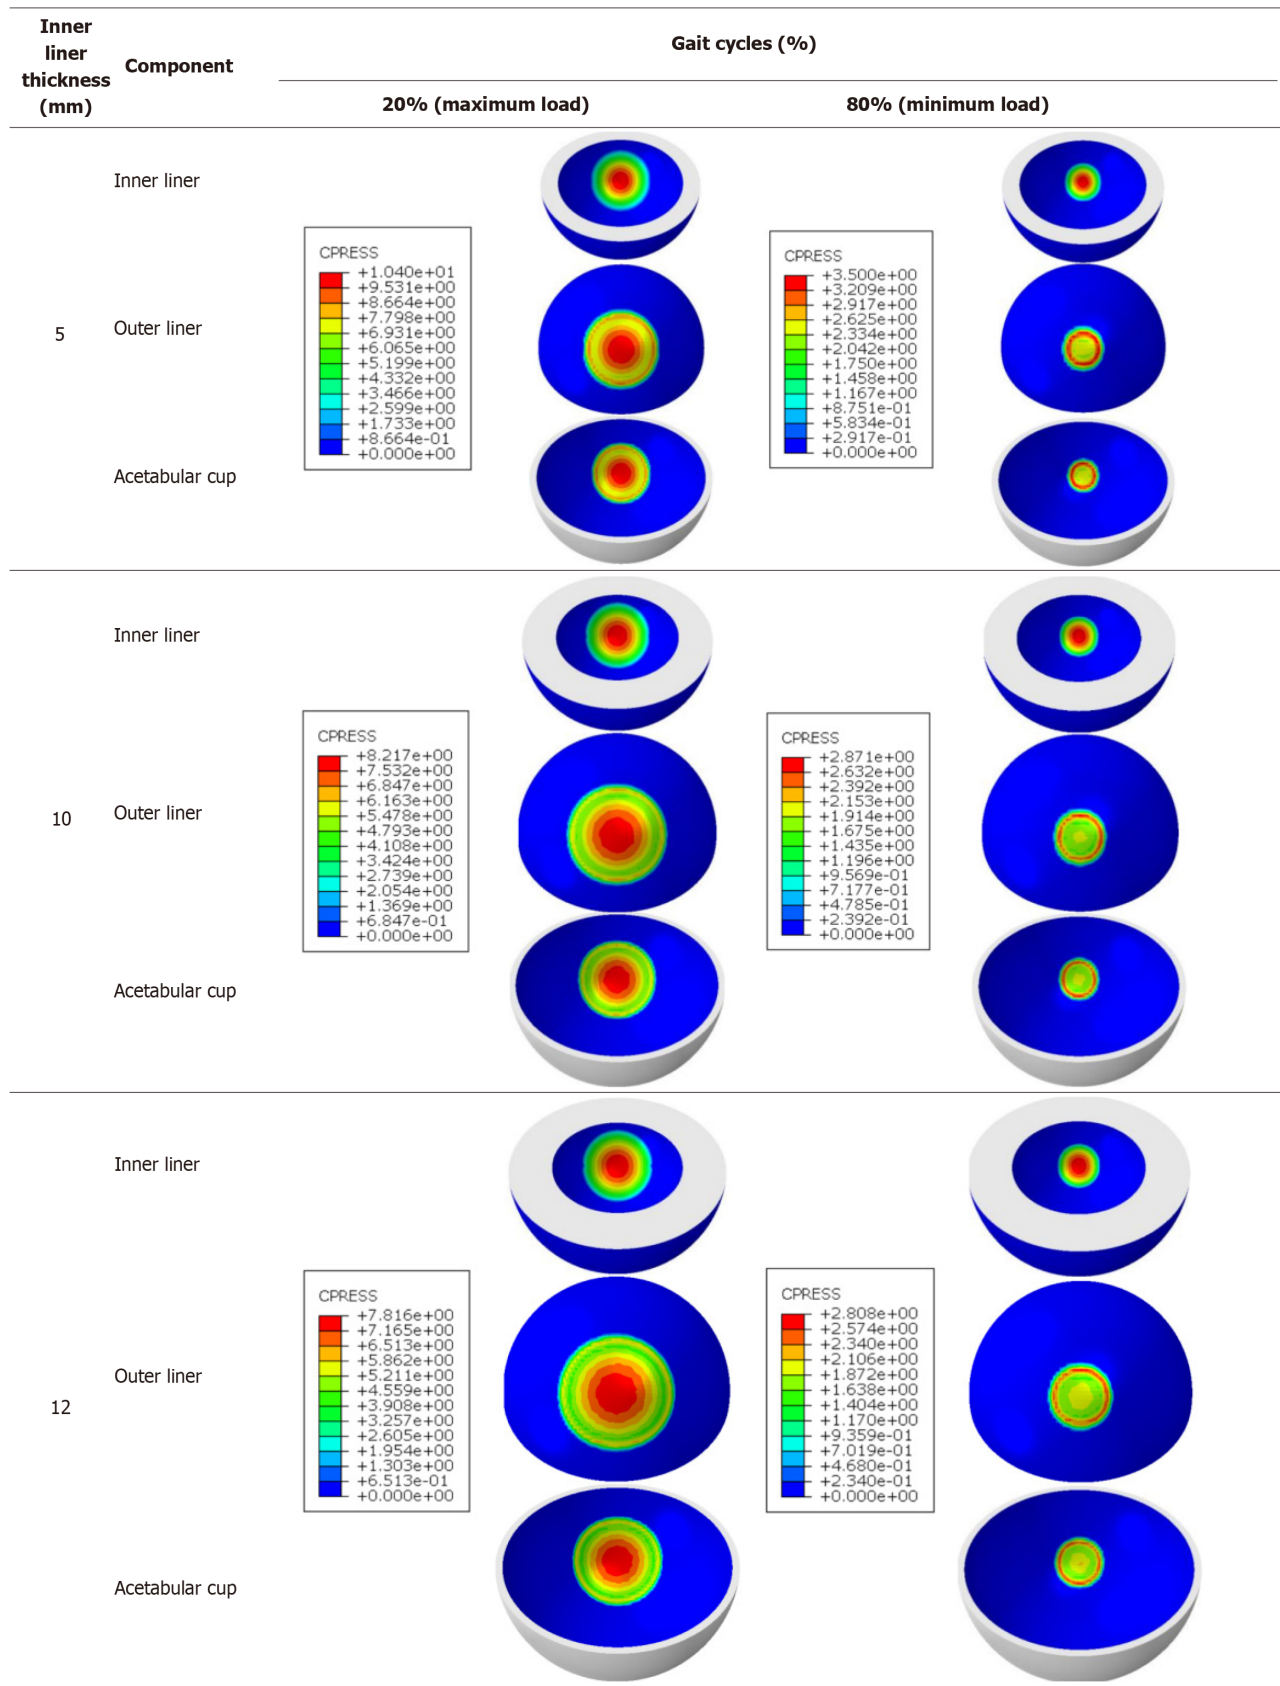 Inner
liner
thickness
(mm)
Component
Gait cycles (%)
20% (maximum load)
80% (minimum load)
5
Inner liner
Outer liner
Acetabular cup
CPRESS
+1.040e+01
+9.531e+00
+8.664e+00
+7.798e+00
+6.931e+00
+6.065e+00
+5.199e+00
+4.332e+00
+3.466e+00
+2.599e+00
+1.733e+00
+8.664e-01
+0.000e+00
CPRESS
+3.500e+00
+3.209e+00
+2.917e+00
+2.625e+00
+2.334e+00
+2.042e+00
+1.750e+00
+1.458e+00
+1.167e+00
+8.751e-01
+5.834e-01
+2.917e-01
+0.000e+00
10
Inner liner
Outer liner
Acetabular cup
CPRESS
+8.217e+00
+7.532e+00
+6.847e+00
+6.163e+00
+5.478e+00
+4.793e+00
+4.108e+00
+3.424e+00
+2.739e+00
+2.054e+00
+1.369e+00
+6.847e-01
+0.000e+00
CPRESS
+2.871e+00
+2.632e+00
+2.392e+00
+2.153e+00
+1.914e+00
+1.675e+00
+1.435e+00
+1.196e+00
+9.569e-01
+7.177e-01
+4.785e-01
+2.392e-01
+0.000e+00
12
Inner liner
Outer liner
Acetabular cup
CPRESS
+7.816e+00
+7.165e+00
+6.513e+00
+5.862e+00
+5.211e+00
+4.559e+00
+3.908e+00
+3.257e+00
+2.605e+00
+1.954e+00
+1.303e+00
+6.513e-01
+0.000e+00
CPRESS
+2.808e+00
+2.574e+00
+2.340e+00
+2.106e+00
+1.872e+00
+1.638e+00
+1.404e+00
+1.170e+00
+9.359e-01
+7.019e-01
+4.680e-01
+2.340e-01
+0.000e+00